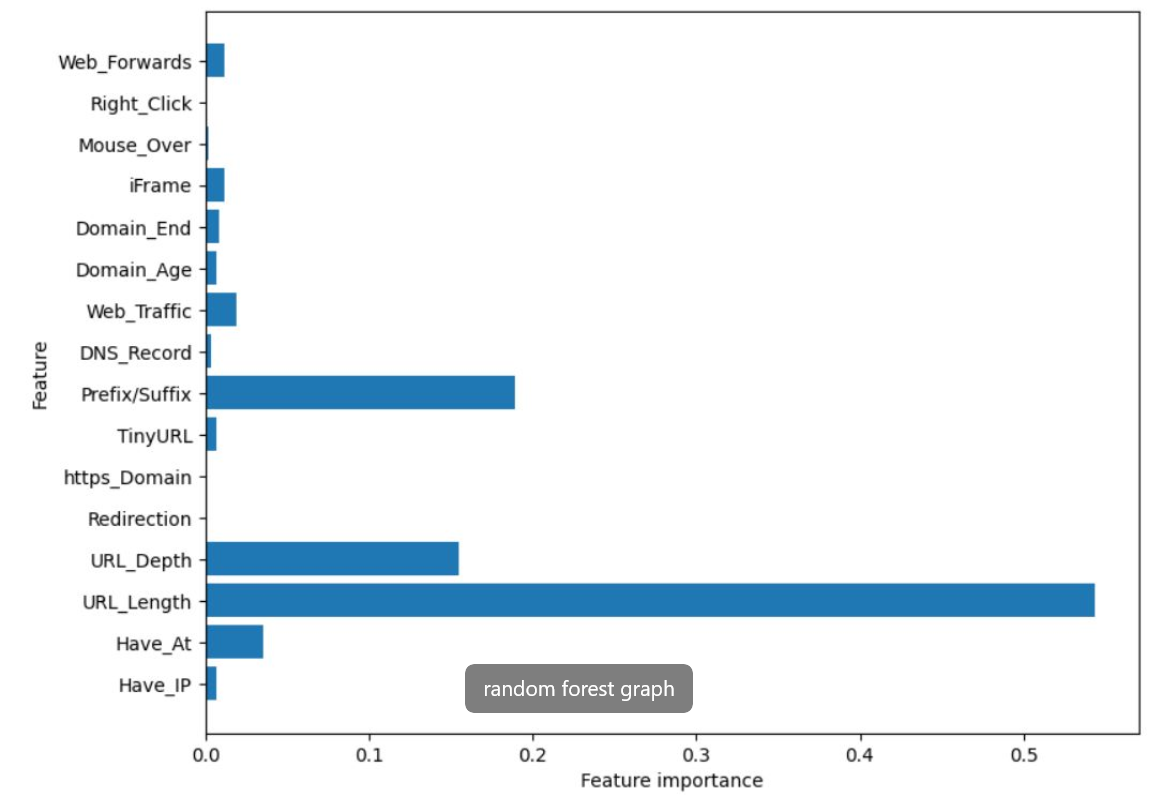 Web_Forwards
Right_Click
Mouse_Over
iFrame
Domain_End
Domain_Age
Web_Traffic
DNS_Record
Prefix/Suffix
TinyURL
https_Domain
Redirection
URL_Depth
URL_Length
Have_At
Have_IP
Feature
random forest graph
0.0 0.1 0.2 0.3 0.4 0.5
Feature importance